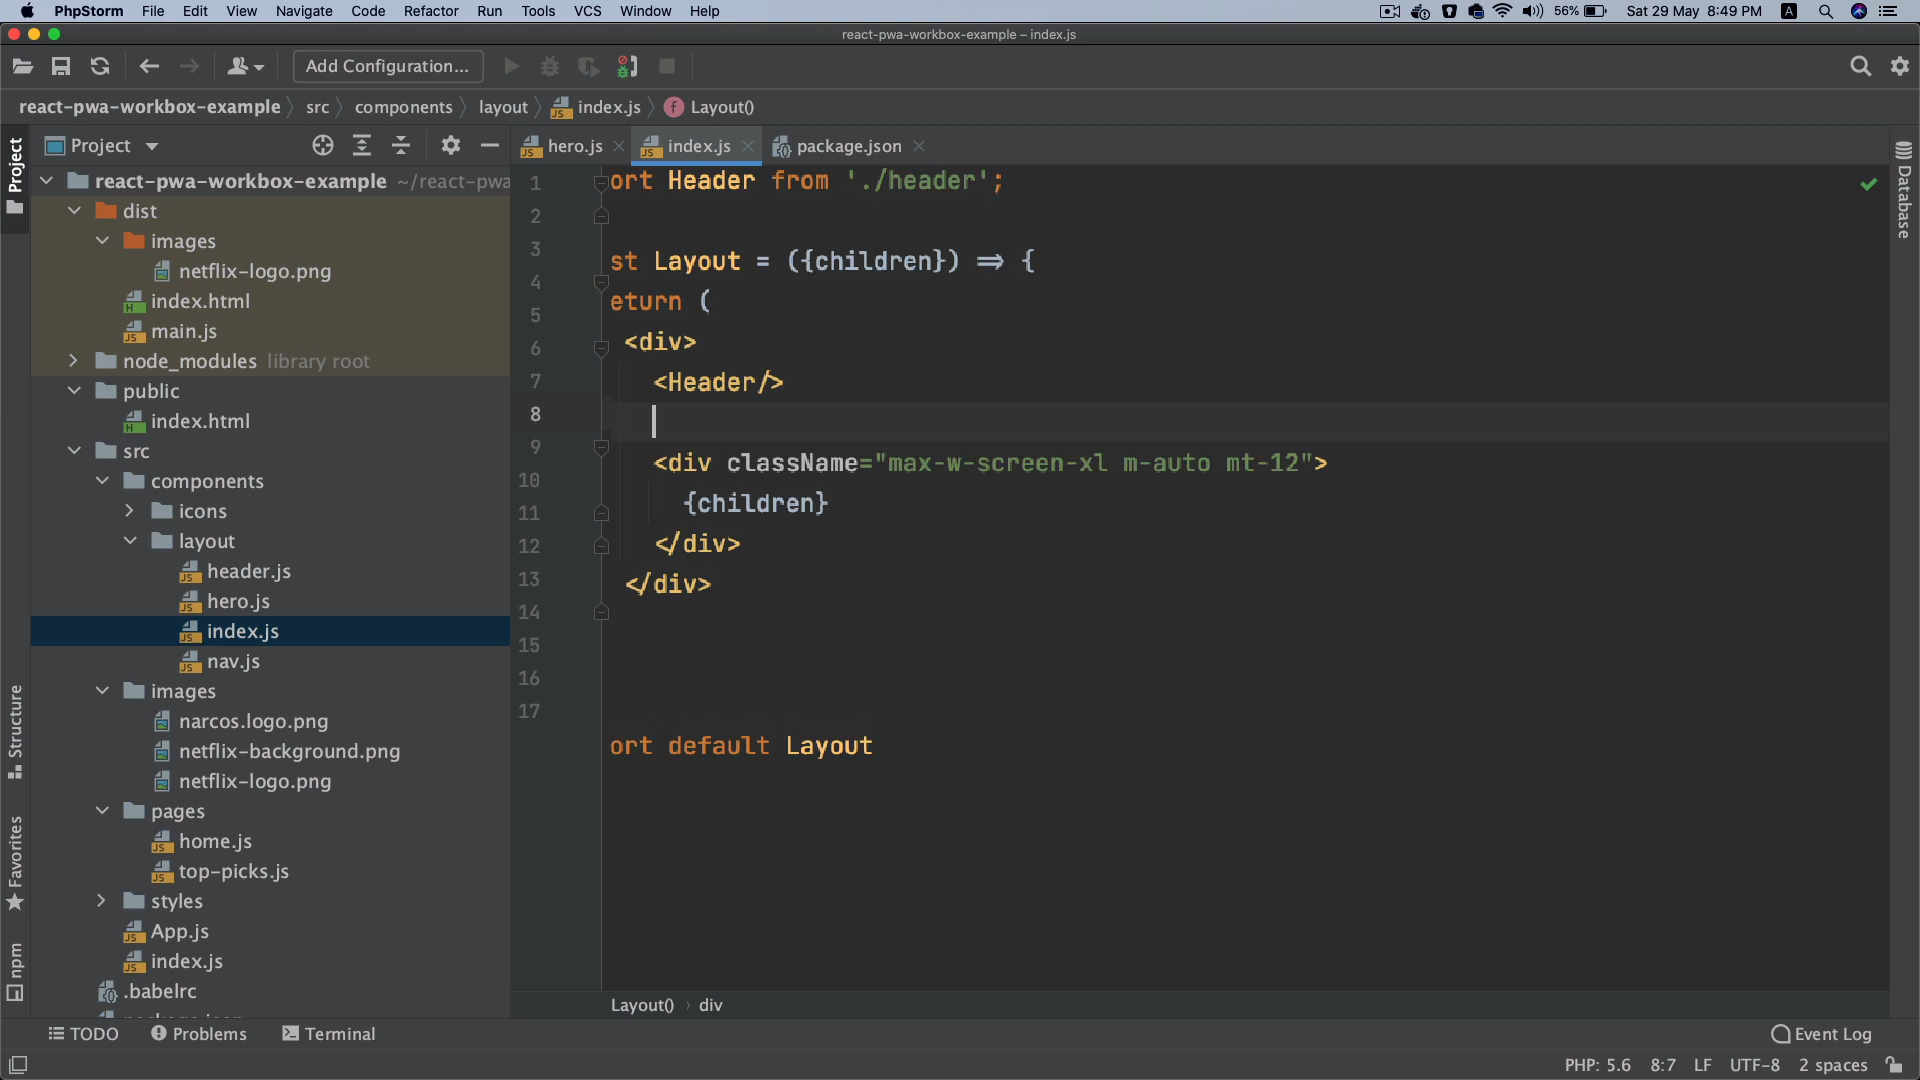 PhpStorm File Edit View Navigate Code Refactor Run Tools VCS Window Help 56% Sat 29 May 8:49 PM A
react-pwa-workbox-example – index.js
Add Configuration...
react-pwa-workbox-example src components layout index.js f Layout()
Project
Project
hero.js index.js package.json
Database
react-pwa-workbox-example ~/react-pwa
dist
images
netflix-logo.png
index.html
main.js
node_modules library root
public
index.html
src
components
icons
layout
header.js
hero.js
index.js
nav.js
images
narcos.logo.png
netflix-background.png
netflix-logo.png
pages
home.js
top-picks.js
styles
App.js
index.js
.babelrc
Structure
Favorites
npm
1
2
3
4
5
6
7
8
9
10
11
12
13
14
15
16
17
ort Header from './header';
st Layout = ({children}) => {
eturn (
<div>
<Header/>
<div className="max-w-screen-xl m-auto mt-12">
{children}
</div>
</div>
ort default Layout
Layout() div
TODO Problems Terminal Event Log
PHP: 5.6 8:7 LF UTF-8 2 spaces